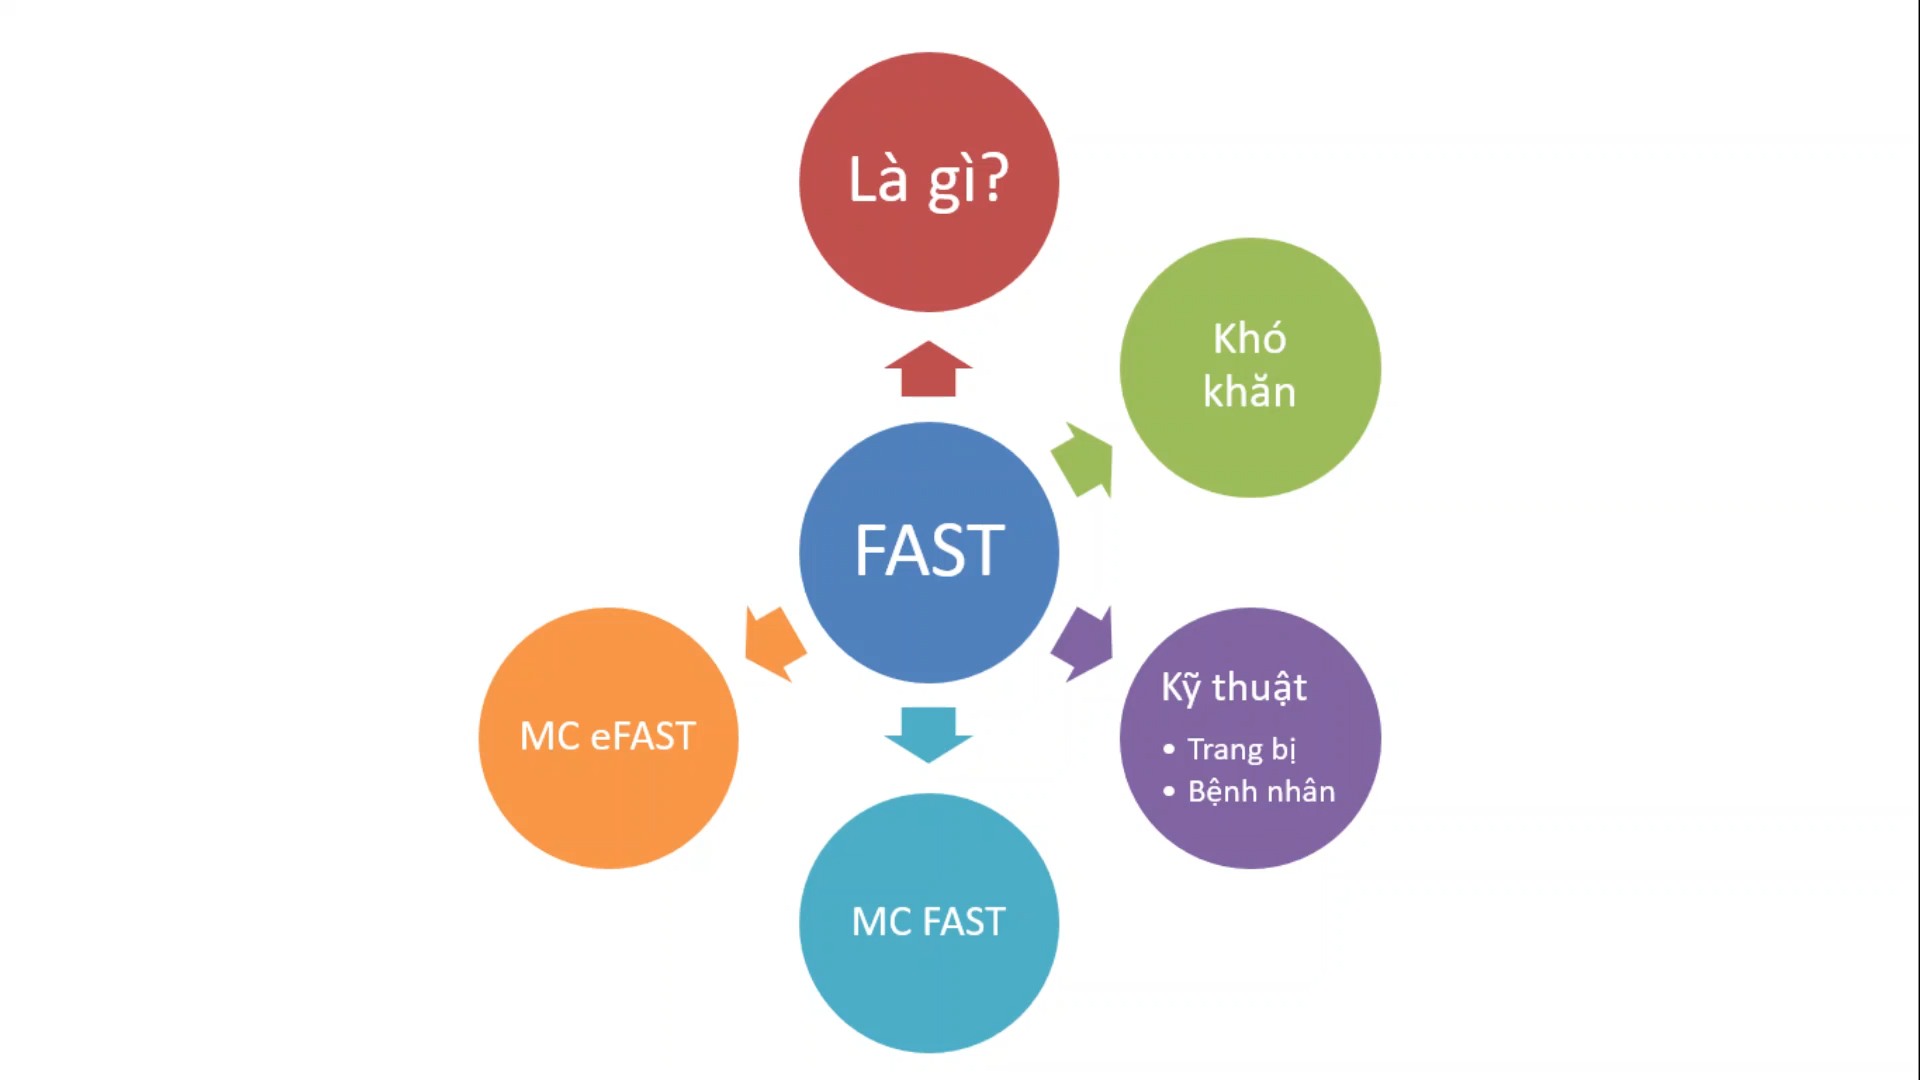 Là gì?
Khó
khăn
FAST
Kỹ thuật
• Trang bị
• Bệnh nhân
MC eFAST
MC FAST